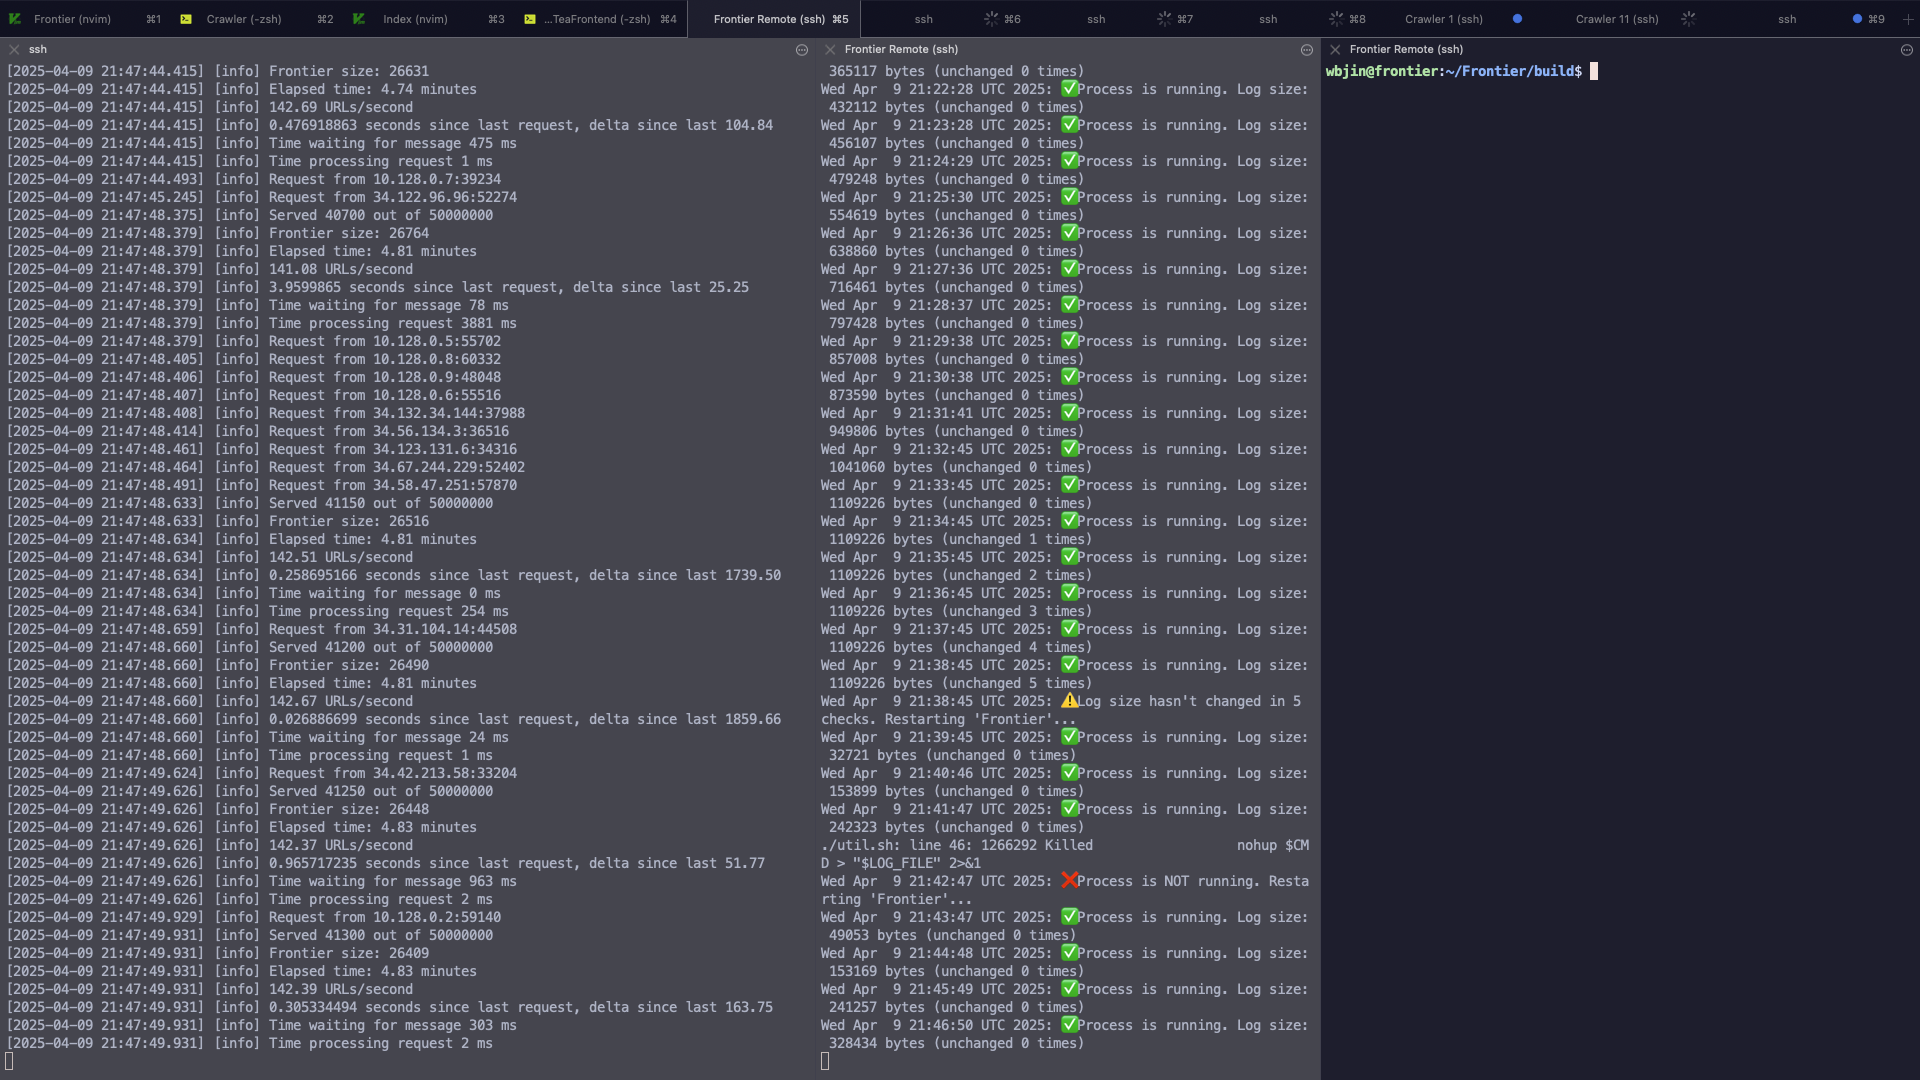 Frontier (nvim) ⌘1 Crawler (-zsh) ⌘2 Index (nvim) ⌘3 ...TeaFrontend (-zsh) ⌘4 Frontier Remote (ssh) ⌘5 ssh ⌘6 ssh ⌘7 ssh ⌘8 Crawler 1 (ssh) Crawler 11 (ssh) ssh ⌘9
ssh
[2025-04-09 21:47:44.415] [info] Frontier size: 26631
[2025-04-09 21:47:44.415] [info] Elapsed time: 4.74 minutes
[2025-04-09 21:47:44.415] [info] 142.69 URLs/second
[2025-04-09 21:47:44.415] [info] 0.476918863 seconds since last request, delta since last 104.84
[2025-04-09 21:47:44.415] [info] Time waiting for message 475 ms
[2025-04-09 21:47:44.415] [info] Time processing request 1 ms
[2025-04-09 21:47:44.493] [info] Request from 10.128.0.7:39234
[2025-04-09 21:47:45.245] [info] Request from 34.122.96.96:52274
[2025-04-09 21:47:48.375] [info] Served 40700 out of 50000000
[2025-04-09 21:47:48.379] [info] Frontier size: 26764
[2025-04-09 21:47:48.379] [info] Elapsed time: 4.81 minutes
[2025-04-09 21:47:48.379] [info] 141.08 URLs/second
[2025-04-09 21:47:48.379] [info] 3.9599865 seconds since last request, delta since last 25.25
[2025-04-09 21:47:48.379] [info] Time waiting for message 78 ms
[2025-04-09 21:47:48.379] [info] Time processing request 3881 ms
[2025-04-09 21:47:48.379] [info] Request from 10.128.0.5:55702
[2025-04-09 21:47:48.405] [info] Request from 10.128.0.8:60332
[2025-04-09 21:47:48.406] [info] Request from 10.128.0.9:48048
[2025-04-09 21:47:48.407] [info] Request from 10.128.0.6:55516
[2025-04-09 21:47:48.408] [info] Request from 34.132.34.144:37988
[2025-04-09 21:47:48.414] [info] Request from 34.56.134.3:36516
[2025-04-09 21:47:48.461] [info] Request from 34.123.131.6:34316
[2025-04-09 21:47:48.464] [info] Request from 34.67.244.229:52402
[2025-04-09 21:47:48.491] [info] Request from 34.58.47.251:57870
[2025-04-09 21:47:48.633] [info] Served 41150 out of 50000000
[2025-04-09 21:47:48.633] [info] Frontier size: 26516
[2025-04-09 21:47:48.634] [info] Elapsed time: 4.81 minutes
[2025-04-09 21:47:48.634] [info] 142.51 URLs/second
[2025-04-09 21:47:48.634] [info] 0.258695166 seconds since last request, delta since last 1739.50
[2025-04-09 21:47:48.634] [info] Time waiting for message 0 ms
[2025-04-09 21:47:48.634] [info] Time processing request 254 ms
[2025-04-09 21:47:48.659] [info] Request from 34.31.104.14:44508
[2025-04-09 21:47:48.660] [info] Served 41200 out of 50000000
[2025-04-09 21:47:48.660] [info] Frontier size: 26490
[2025-04-09 21:47:48.660] [info] Elapsed time: 4.81 minutes
[2025-04-09 21:47:48.660] [info] 142.67 URLs/second
[2025-04-09 21:47:48.660] [info] 0.026886699 seconds since last request, delta since last 1859.66
[2025-04-09 21:47:48.660] [info] Time waiting for message 24 ms
[2025-04-09 21:47:48.660] [info] Time processing request 1 ms
[2025-04-09 21:47:49.624] [info] Request from 34.42.213.58:33204
[2025-04-09 21:47:49.626] [info] Served 41250 out of 50000000
[2025-04-09 21:47:49.626] [info] Frontier size: 26448
[2025-04-09 21:47:49.626] [info] Elapsed time: 4.83 minutes
[2025-04-09 21:47:49.626] [info] 142.37 URLs/second
[2025-04-09 21:47:49.626] [info] 0.965717235 seconds since last request, delta since last 51.77
[2025-04-09 21:47:49.626] [info] Time waiting for message 963 ms
[2025-04-09 21:47:49.626] [info] Time processing request 2 ms
[2025-04-09 21:47:49.929] [info] Request from 10.128.0.2:59140
[2025-04-09 21:47:49.931] [info] Served 41300 out of 50000000
[2025-04-09 21:47:49.931] [info] Frontier size: 26409
[2025-04-09 21:47:49.931] [info] Elapsed time: 4.83 minutes
[2025-04-09 21:47:49.931] [info] 142.39 URLs/second
[2025-04-09 21:47:49.931] [info] 0.305334494 seconds since last request, delta since last 163.75
[2025-04-09 21:47:49.931] [info] Time waiting for message 303 ms
[2025-04-09 21:47:49.931] [info] Time processing request 2 ms
Frontier Remote (ssh)
365117 bytes (unchanged 0 times)
Wed Apr  9 21:22:28 UTC 2025: ✅Process is running. Log size:
432112 bytes (unchanged 0 times)
Wed Apr  9 21:23:28 UTC 2025: ✅Process is running. Log size:
456107 bytes (unchanged 0 times)
Wed Apr  9 21:24:29 UTC 2025: ✅Process is running. Log size:
479248 bytes (unchanged 0 times)
Wed Apr  9 21:25:30 UTC 2025: ✅Process is running. Log size:
554619 bytes (unchanged 0 times)
Wed Apr  9 21:26:36 UTC 2025: ✅Process is running. Log size:
638860 bytes (unchanged 0 times)
Wed Apr  9 21:27:36 UTC 2025: ✅Process is running. Log size:
716461 bytes (unchanged 0 times)
Wed Apr  9 21:28:37 UTC 2025: ✅Process is running. Log size:
797428 bytes (unchanged 0 times)
Wed Apr  9 21:29:38 UTC 2025: ✅Process is running. Log size:
857008 bytes (unchanged 0 times)
Wed Apr  9 21:30:38 UTC 2025: ✅Process is running. Log size:
873590 bytes (unchanged 0 times)
Wed Apr  9 21:31:41 UTC 2025: ✅Process is running. Log size:
949806 bytes (unchanged 0 times)
Wed Apr  9 21:32:45 UTC 2025: ✅Process is running. Log size:
1041060 bytes (unchanged 0 times)
Wed Apr  9 21:33:45 UTC 2025: ✅Process is running. Log size:
1109226 bytes (unchanged 0 times)
Wed Apr  9 21:34:45 UTC 2025: ✅Process is running. Log size:
1109226 bytes (unchanged 1 times)
Wed Apr  9 21:35:45 UTC 2025: ✅Process is running. Log size:
1109226 bytes (unchanged 2 times)
Wed Apr  9 21:36:45 UTC 2025: ✅Process is running. Log size:
1109226 bytes (unchanged 3 times)
Wed Apr  9 21:37:45 UTC 2025: ✅Process is running. Log size:
1109226 bytes (unchanged 4 times)
Wed Apr  9 21:38:45 UTC 2025: ✅Process is running. Log size:
1109226 bytes (unchanged 5 times)
Wed Apr  9 21:38:45 UTC 2025: ⚠️Log size hasn't changed in 5
checks. Restarting 'Frontier'...
Wed Apr  9 21:39:45 UTC 2025: ✅Process is running. Log size:
32721 bytes (unchanged 0 times)
Wed Apr  9 21:40:46 UTC 2025: ✅Process is running. Log size:
153899 bytes (unchanged 0 times)
Wed Apr  9 21:41:47 UTC 2025: ✅Process is running. Log size:
242323 bytes (unchanged 0 times)
./util.sh: line 46: 1266292 Killed                  nohup $CM
D > "$LOG_FILE" 2>&1
Wed Apr  9 21:42:47 UTC 2025: ❌Process is NOT running. Resta
rting 'Frontier'...
Wed Apr  9 21:43:47 UTC 2025: ✅Process is running. Log size:
49053 bytes (unchanged 0 times)
Wed Apr  9 21:44:48 UTC 2025: ✅Process is running. Log size:
153169 bytes (unchanged 0 times)
Wed Apr  9 21:45:49 UTC 2025: ✅Process is running. Log size:
241257 bytes (unchanged 0 times)
Wed Apr  9 21:46:50 UTC 2025: ✅Process is running. Log size:
328434 bytes (unchanged 0 times)
Frontier Remote (ssh)
wbjin@frontier:~/Frontier/build$